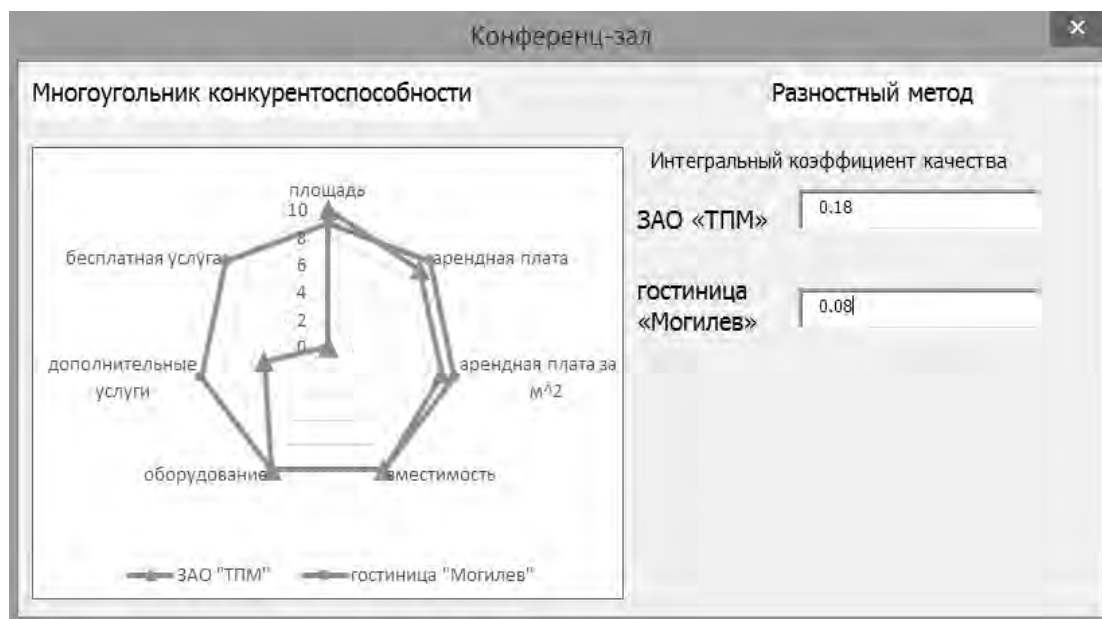 Конференц-зал
×
Многоугольник конкурентоспособности
Разностный метод
площадь
10
8
6
4
2
0
бесплатная услуга
арендная плата
дополнительные
услуги
арендная плата за
м^2
оборудование
вместимость
ЗАО "ТПМ"
гостиница "Могилев"
Интегральный коэффициент качества
ЗАО «ТПМ»
0.18
гостиница
«Могилев»
0.08